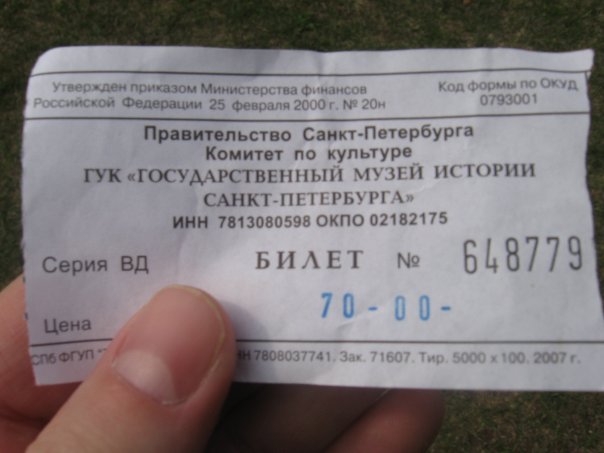 Утвержден приказом Министерства финансов
Российской Федерации 25 февраля 2000 г. № 20н
Код формы по ОКУД
0793001
Правительство Санкт-Петербурга
Комитет по культуре
ГУК «ГОСУДАРСТВЕННЫЙ МУЗЕЙ ИСТОРИИ
САНКТ-ПЕТЕРБУРГА»
ИНН 7813080598 ОКПО 02182175
Серия ВД БИЛЕТ № 648779
Цена 70-00-
СПб ФГУП 7808037741. Зак. 71607. Тир. 5000 х 100. 2007 г.